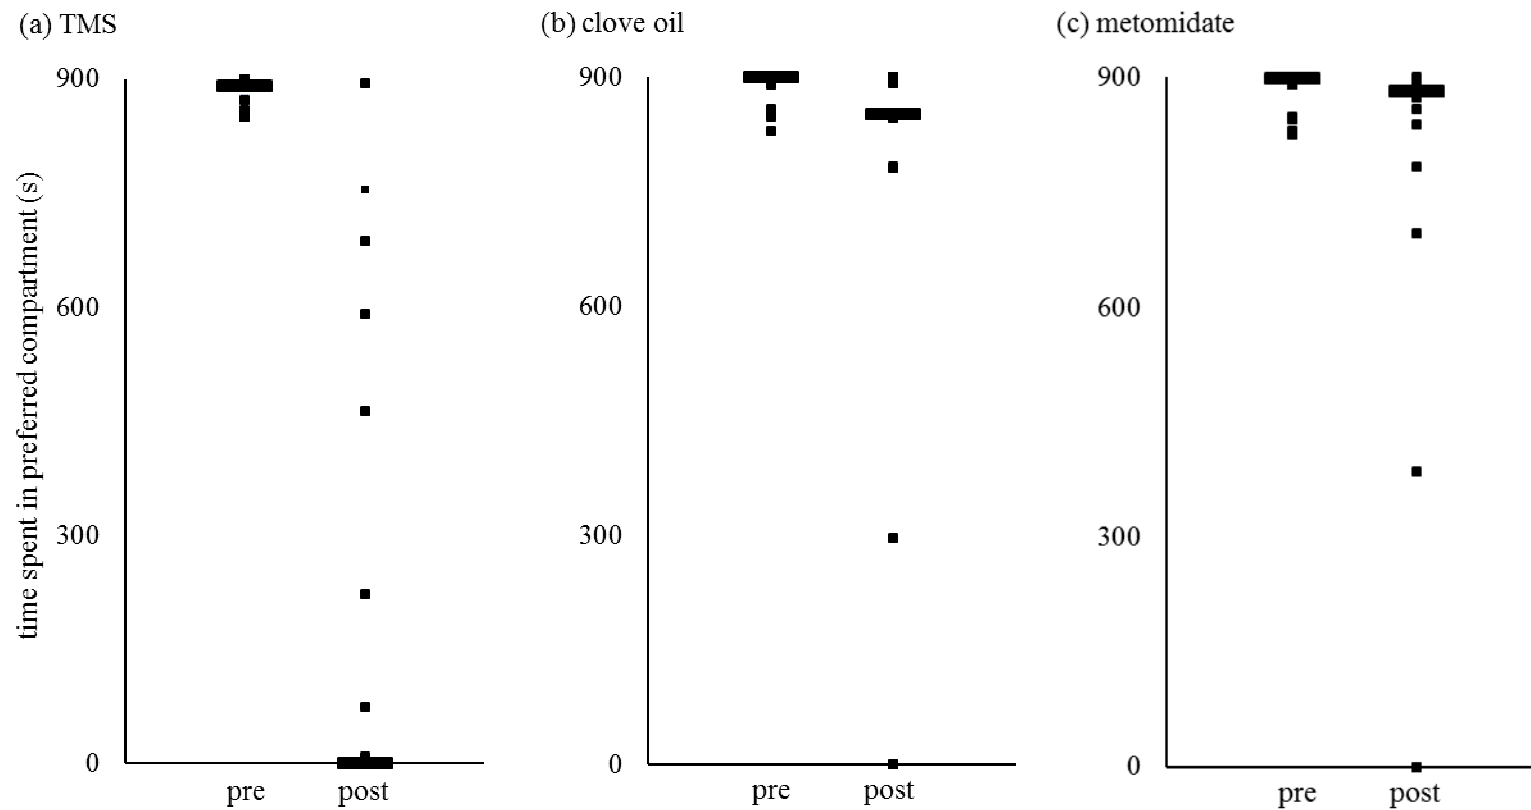 (a) TMS
(b) clove oil
(c) metomidate
time spent in preferred compartment (s)
900
600
300
0
pre
post
900
600
300
0
pre
post
900
600
300
0
pre
post